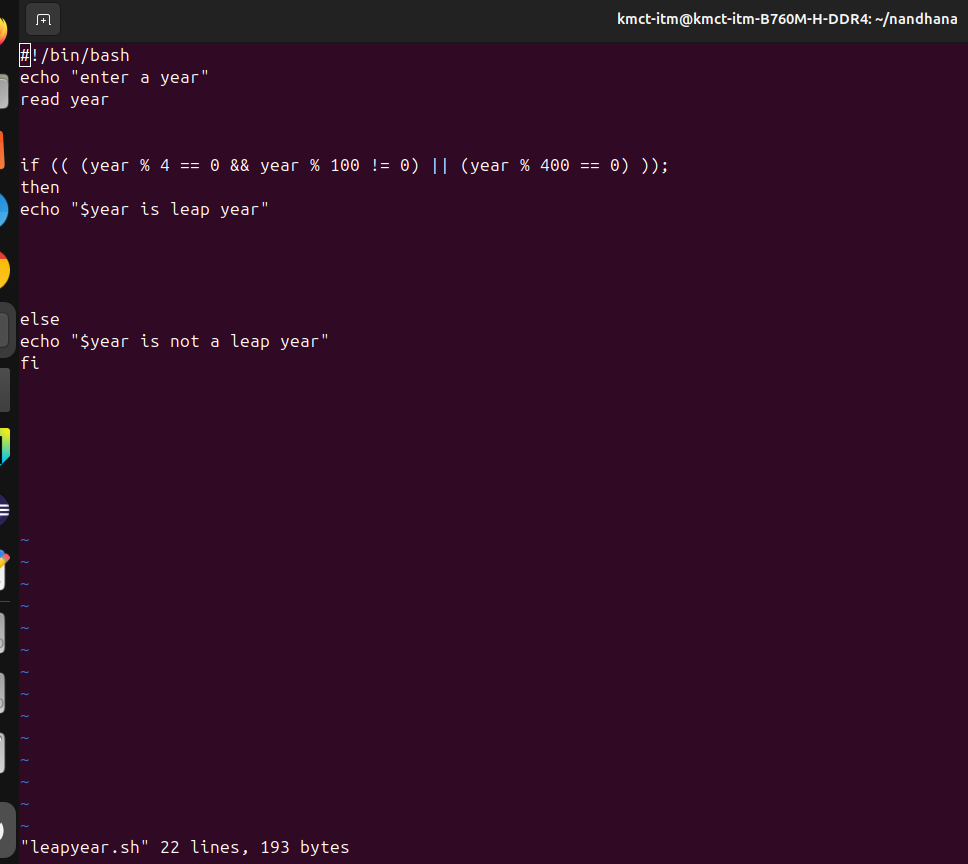 kmct-itm@kmct-itm-B760M-H-DDR4: ~/nandhana
#!/bin/bash
echo "enter a year"
read year
if (( (year % 4 == 0 && year % 100 != 0) || (year % 400 == 0) ));
then
echo "$year is leap year"
else
echo "$year is not a leap year"
fi
~
~
~
~
~
~
~
~
~
~
~
~
~
~
"leapyear.sh" 22 lines, 193 bytes